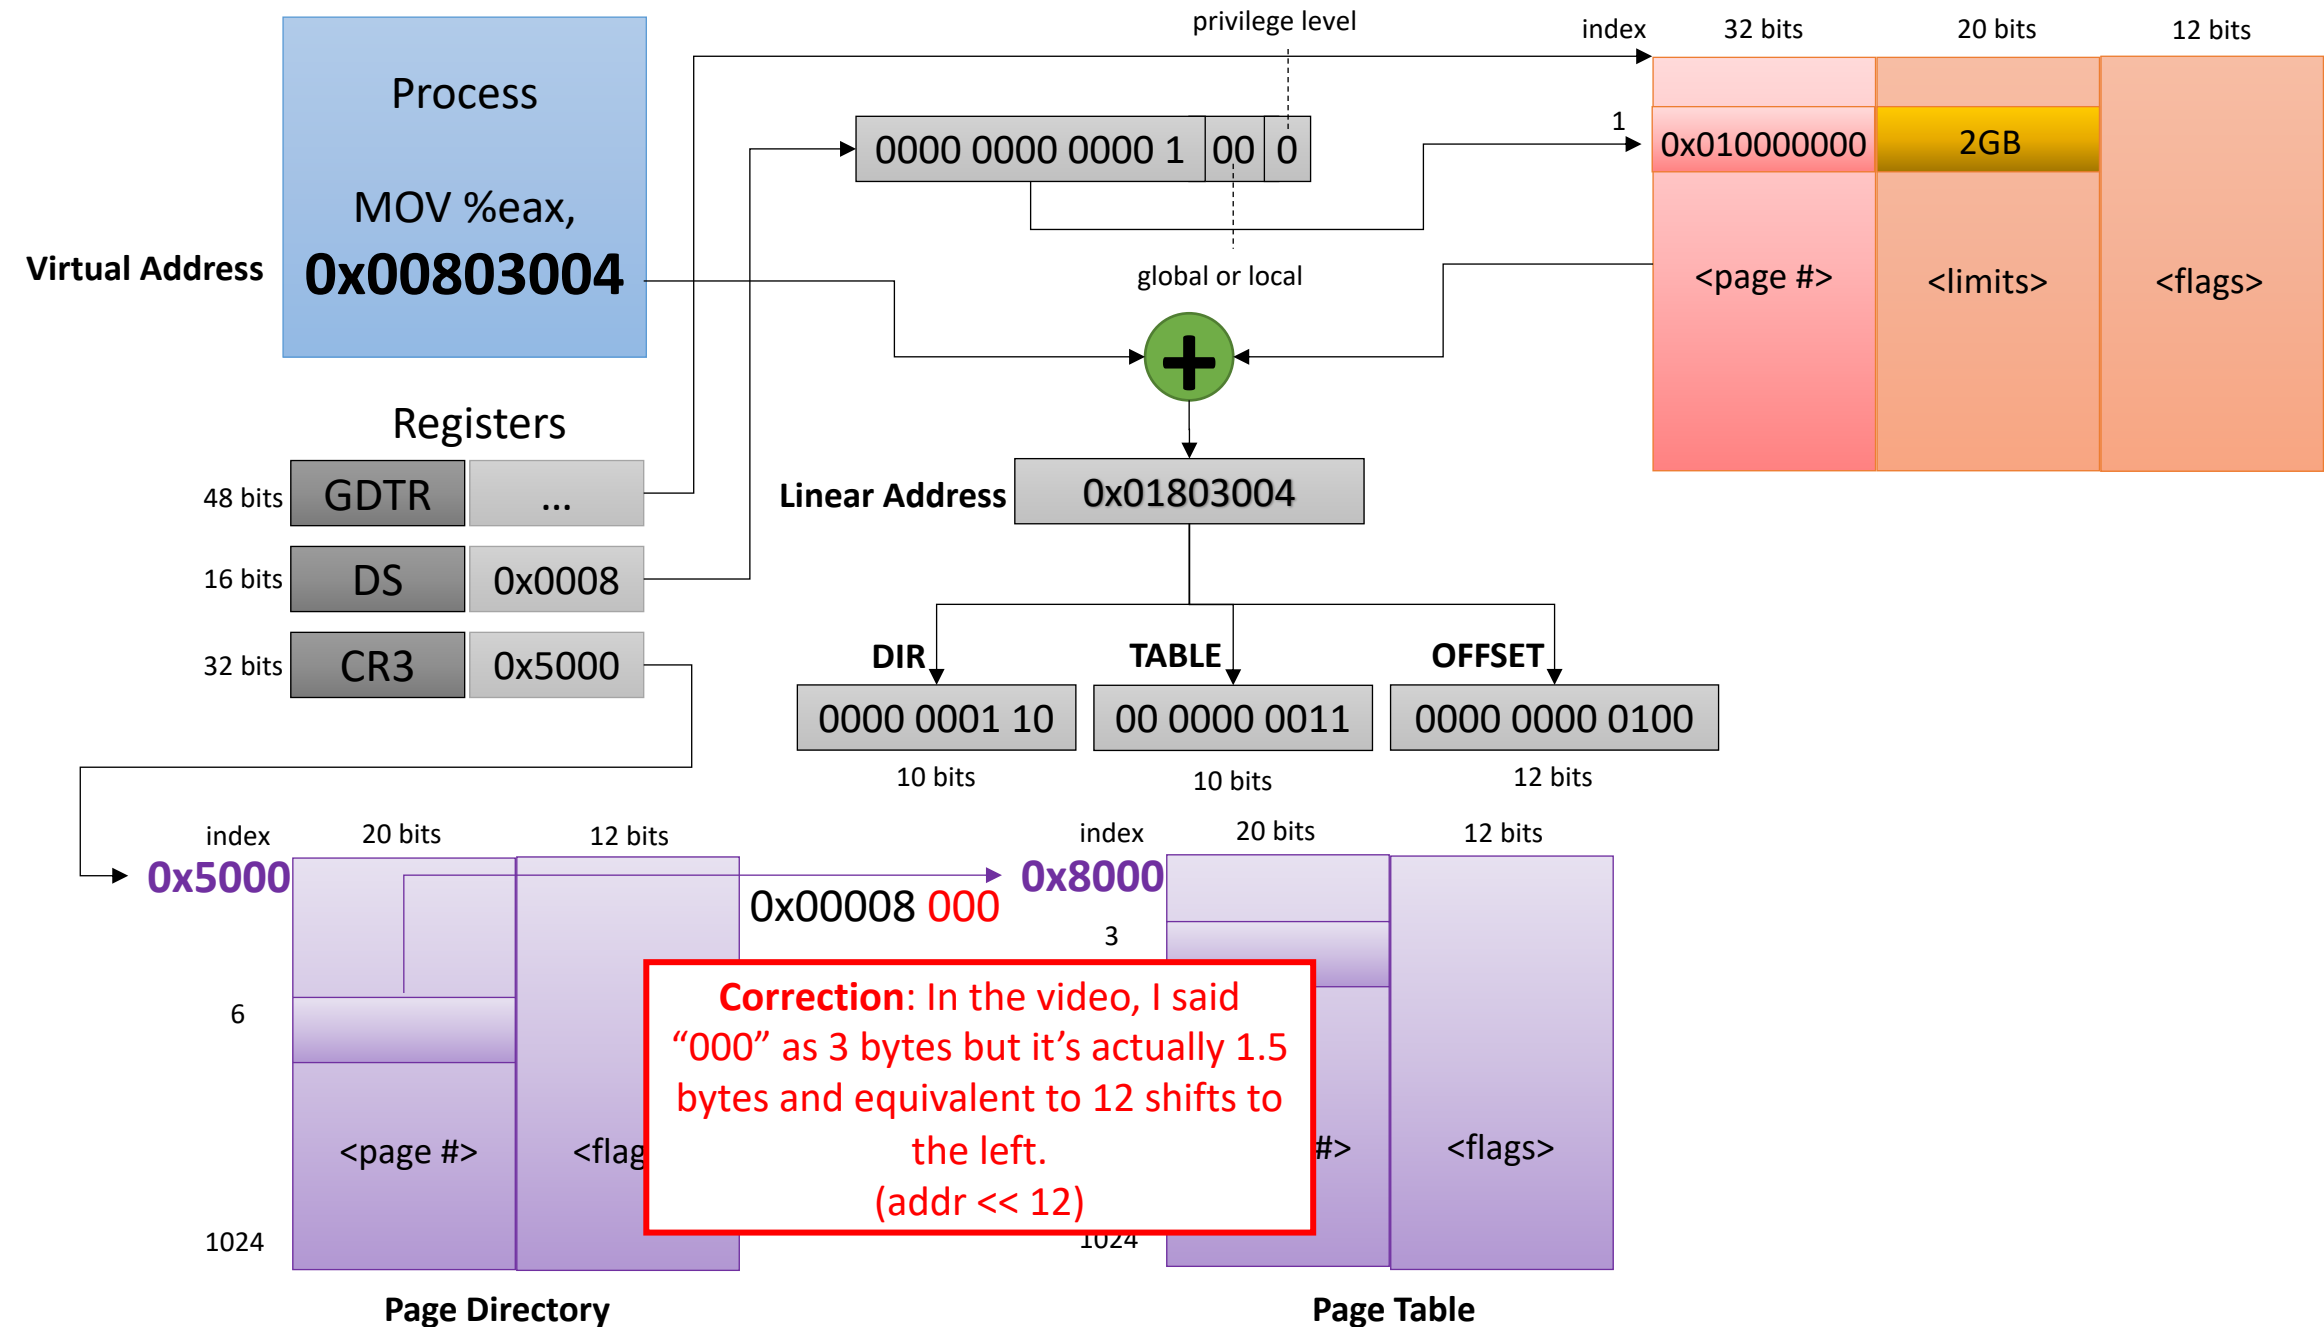 privilege level
index
32 bits
20 bits
12 bits
Process
MOV %eax,
0x00803004
Virtual Address
0000 0000 0000 1
00
0
global or local
1
0x010000000
2GB
<page #>
<limits>
<flags>
+
Registers
48 bits
GDTR
...
16 bits
DS
0x0008
32 bits
CR3
0x5000
Linear Address
0x01803004
DIR
TABLE
OFFSET
0000 0001 10
00 0000 0011
0000 0000 0100
10 bits
10 bits
12 bits
index
20 bits
12 bits
0x5000
6
<page #>
<flag
1024
Page Directory
0x00008 000
index
20 bits
12 bits
0x8000
3
#>
<flags>
1024
Page Table
Correction: In the video, I said
“000” as 3 bytes but it’s actually 1.5
bytes and equivalent to 12 shifts to
the left.
(addr << 12)